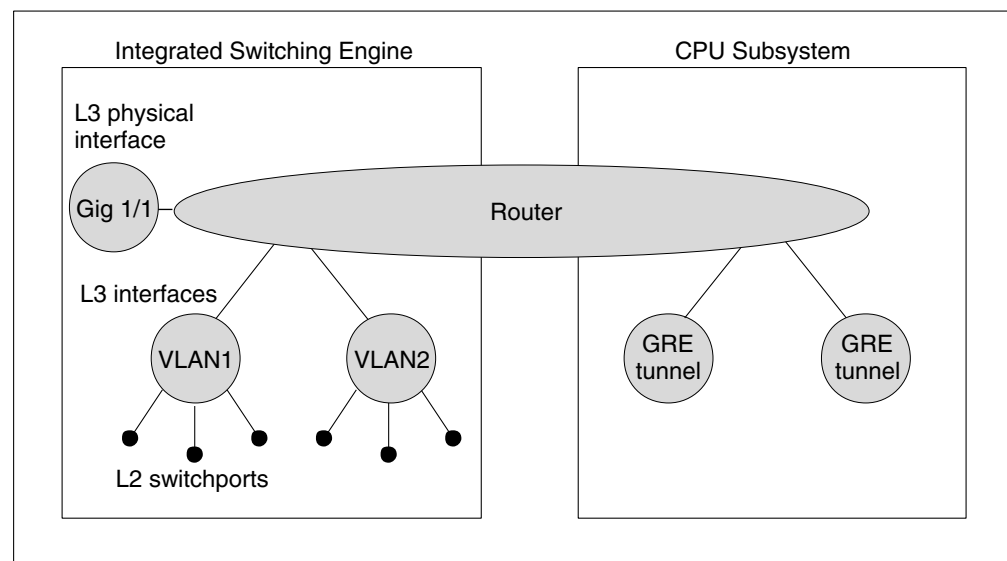 Integrated Switching Engine
CPU Subsystem
L3 physical
interface
Gig 1/1
Router
L3 interfaces
VLAN1
VLAN2
GRE
tunnel
GRE
tunnel
L2 switchports